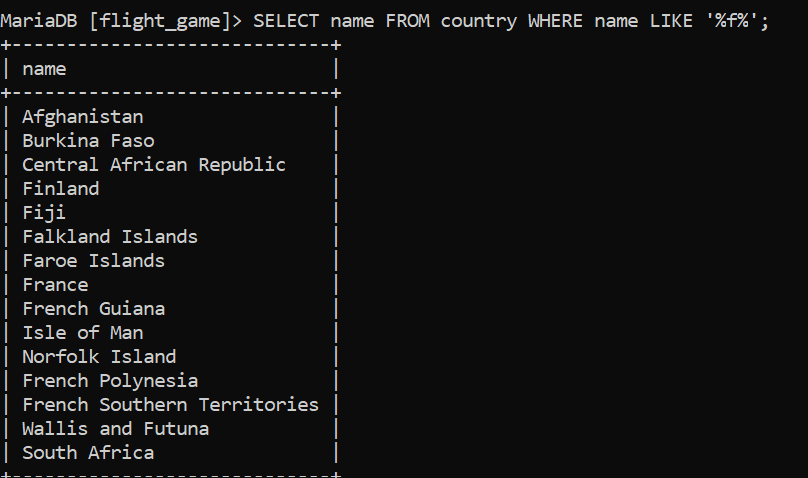 MariaDB [flight_game]> SELECT name FROM country WHERE name LIKE '%f%';
+-----------------------------+
| name                        |
+-----------------------------+
| Afghanistan                 |
| Burkina Faso                |
| Central African Republic    |
| Finland                     |
| Fiji                        |
| Falkland Islands            |
| Faroe Islands               |
| France                      |
| French Guiana               |
| Isle of Man                 |
| Norfolk Island              |
| French Polynesia            |
| French Southern Territories |
| Wallis and Futuna           |
| South Africa                |
+-----------------------------+